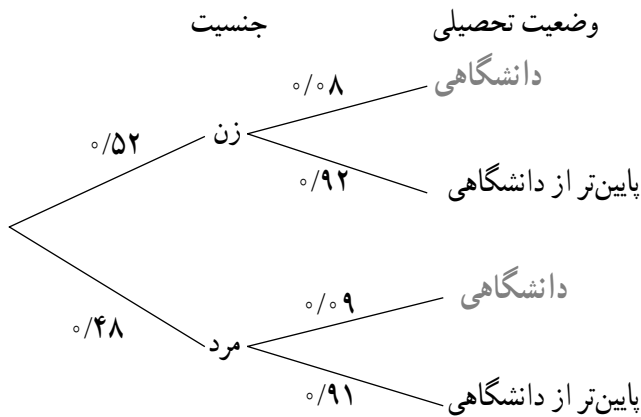 وضعیت تحصیلی
جنسیت
دانشگاهی
۰/۰۸
زن
۰/۵۲
۰/۹۲
پایین‌تر از دانشگاهی
دانشگاهی
۰/۰۹
۰/۴۸
مرد
۰/۹۱
پایین‌تر از دانشگاهی